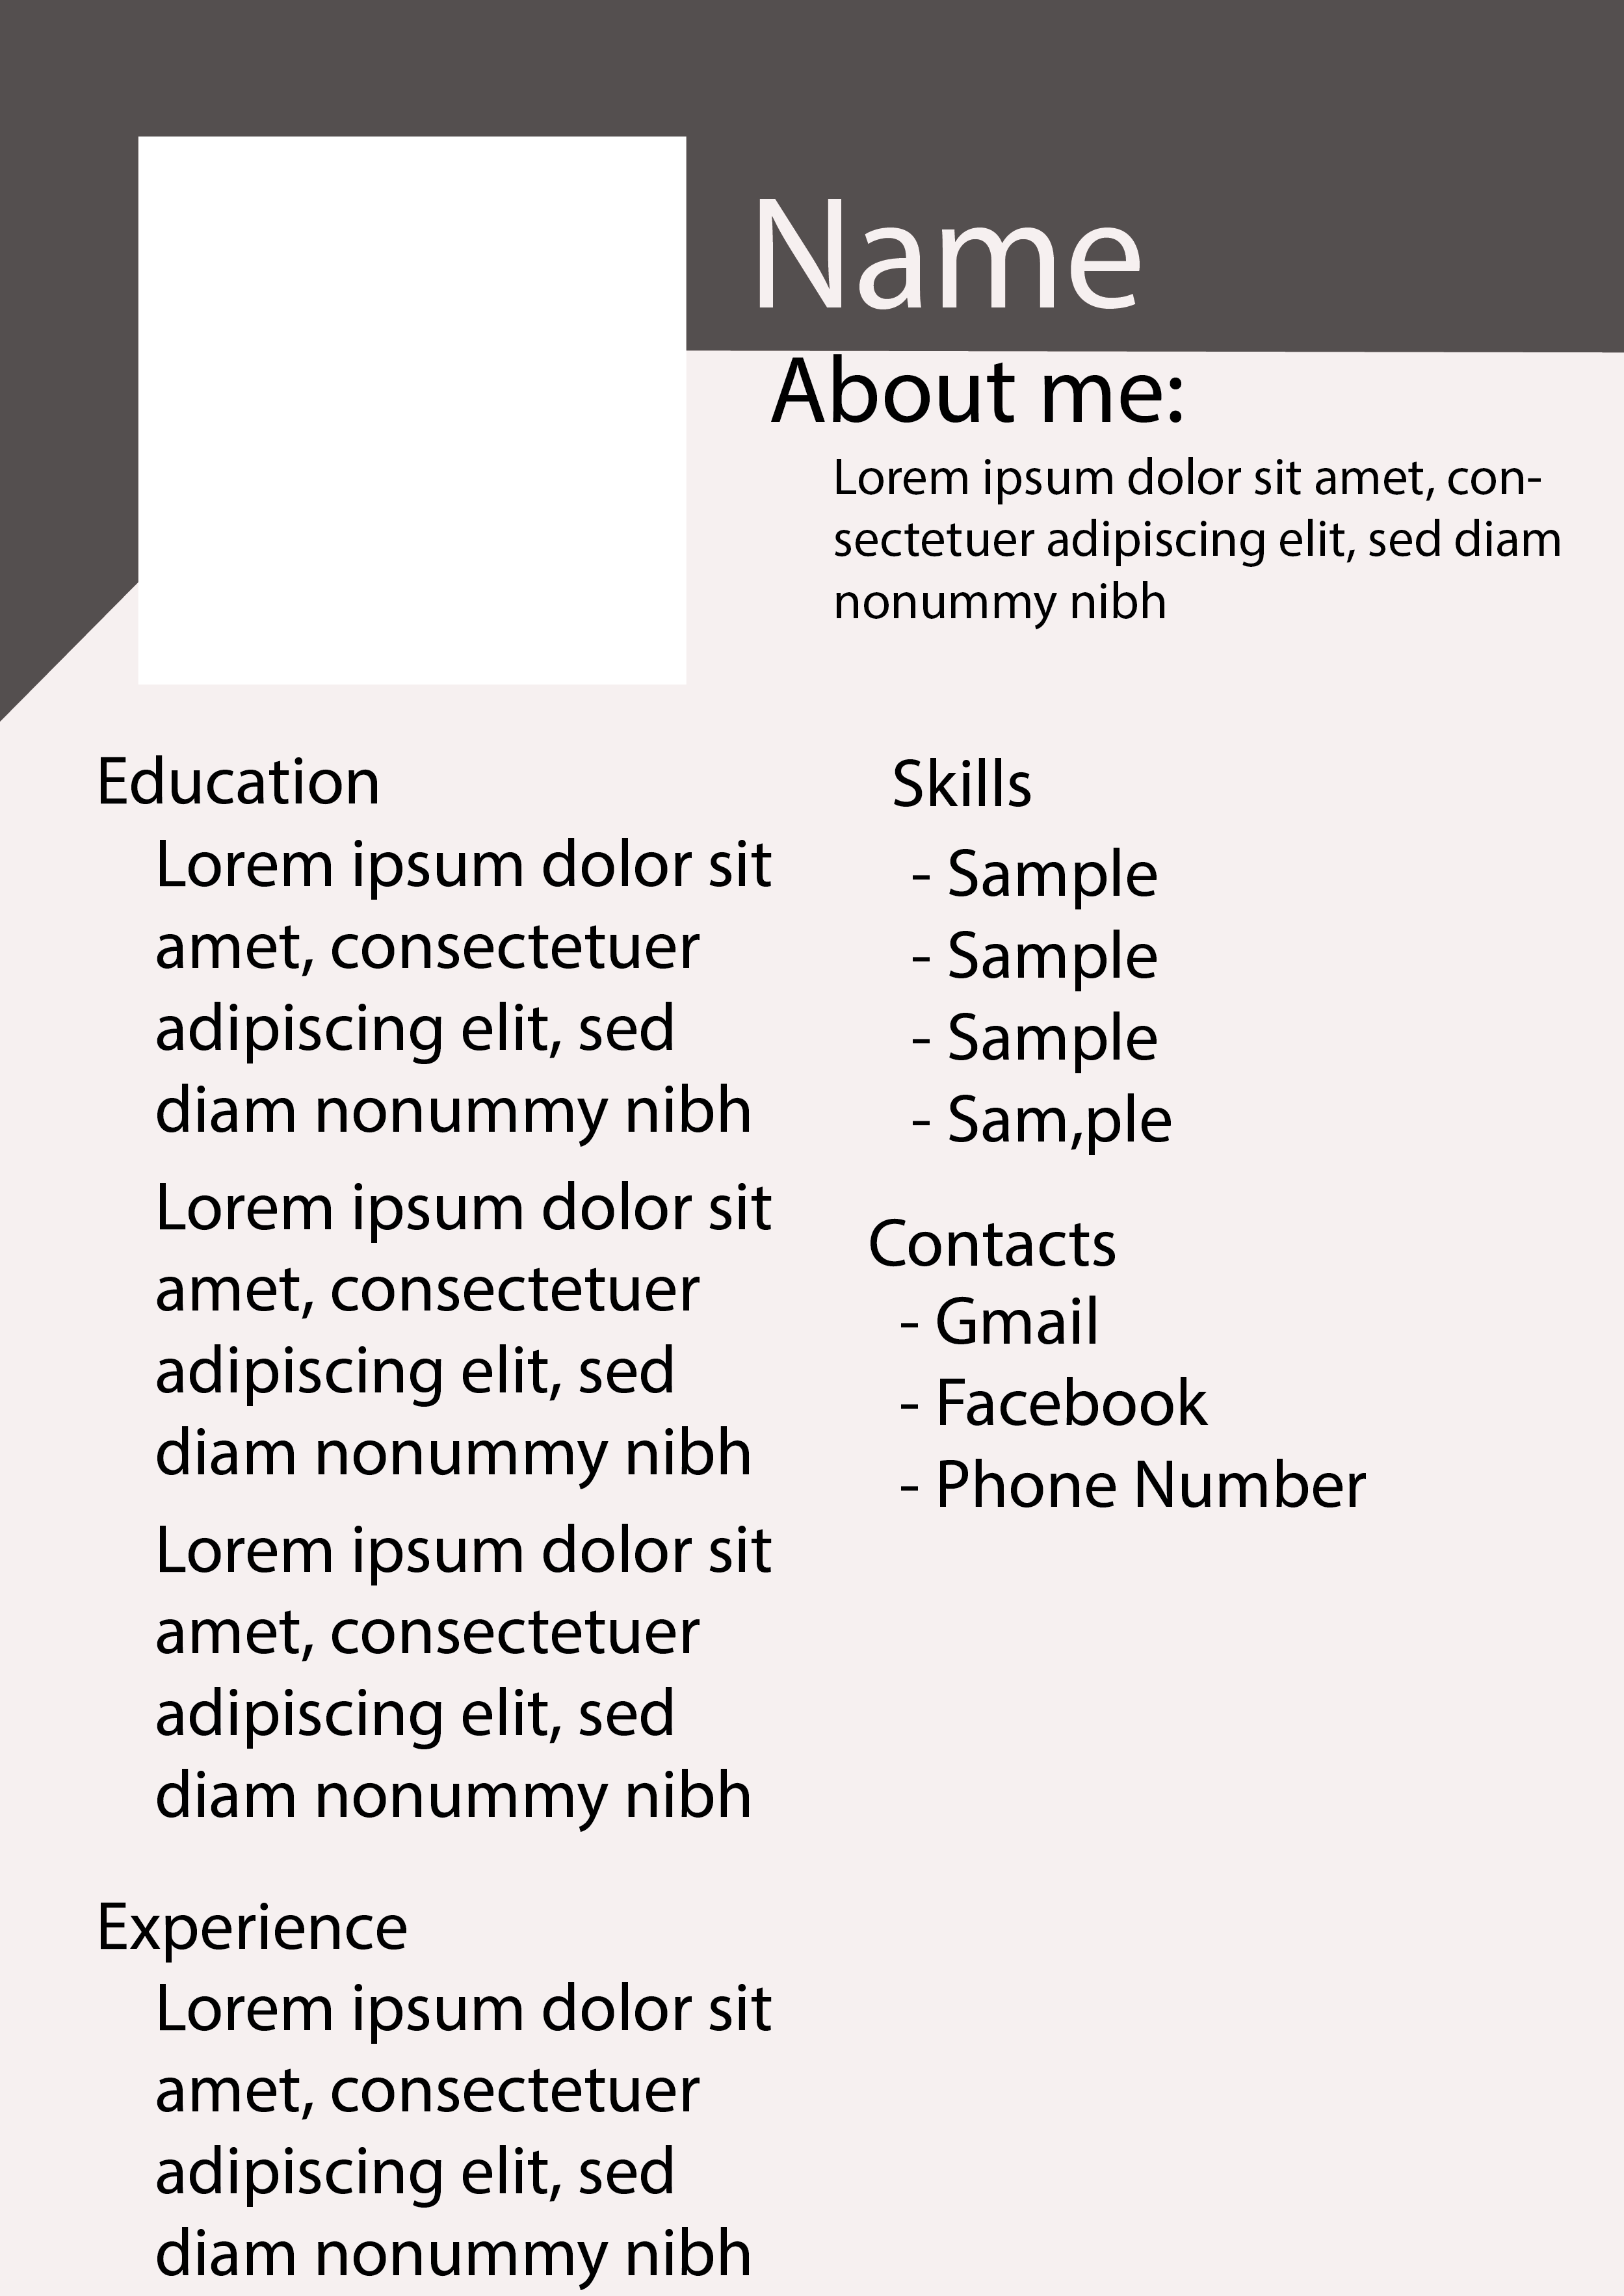 Name
About me:
Lorem ipsum dolor sit amet, con-
sectetuer adipiscing elit, sed diam
nonummy nibh
Education
Lorem ipsum dolor sit
amet, consectetuer
adipiscing elit, sed
diam nonummy nibh
Lorem ipsum dolor sit
amet, consectetuer
adipiscing elit, sed
diam nonummy nibh
Lorem ipsum dolor sit
amet, consectetuer
adipiscing elit, sed
diam nonummy nibh
Experience
Lorem ipsum dolor sit
amet, consectetuer
adipiscing elit, sed
diam nonummy nibh
Skills
- Sample
- Sample
- Sample
- Sam,ple
Contacts
- Gmail
- Facebook
- Phone Number